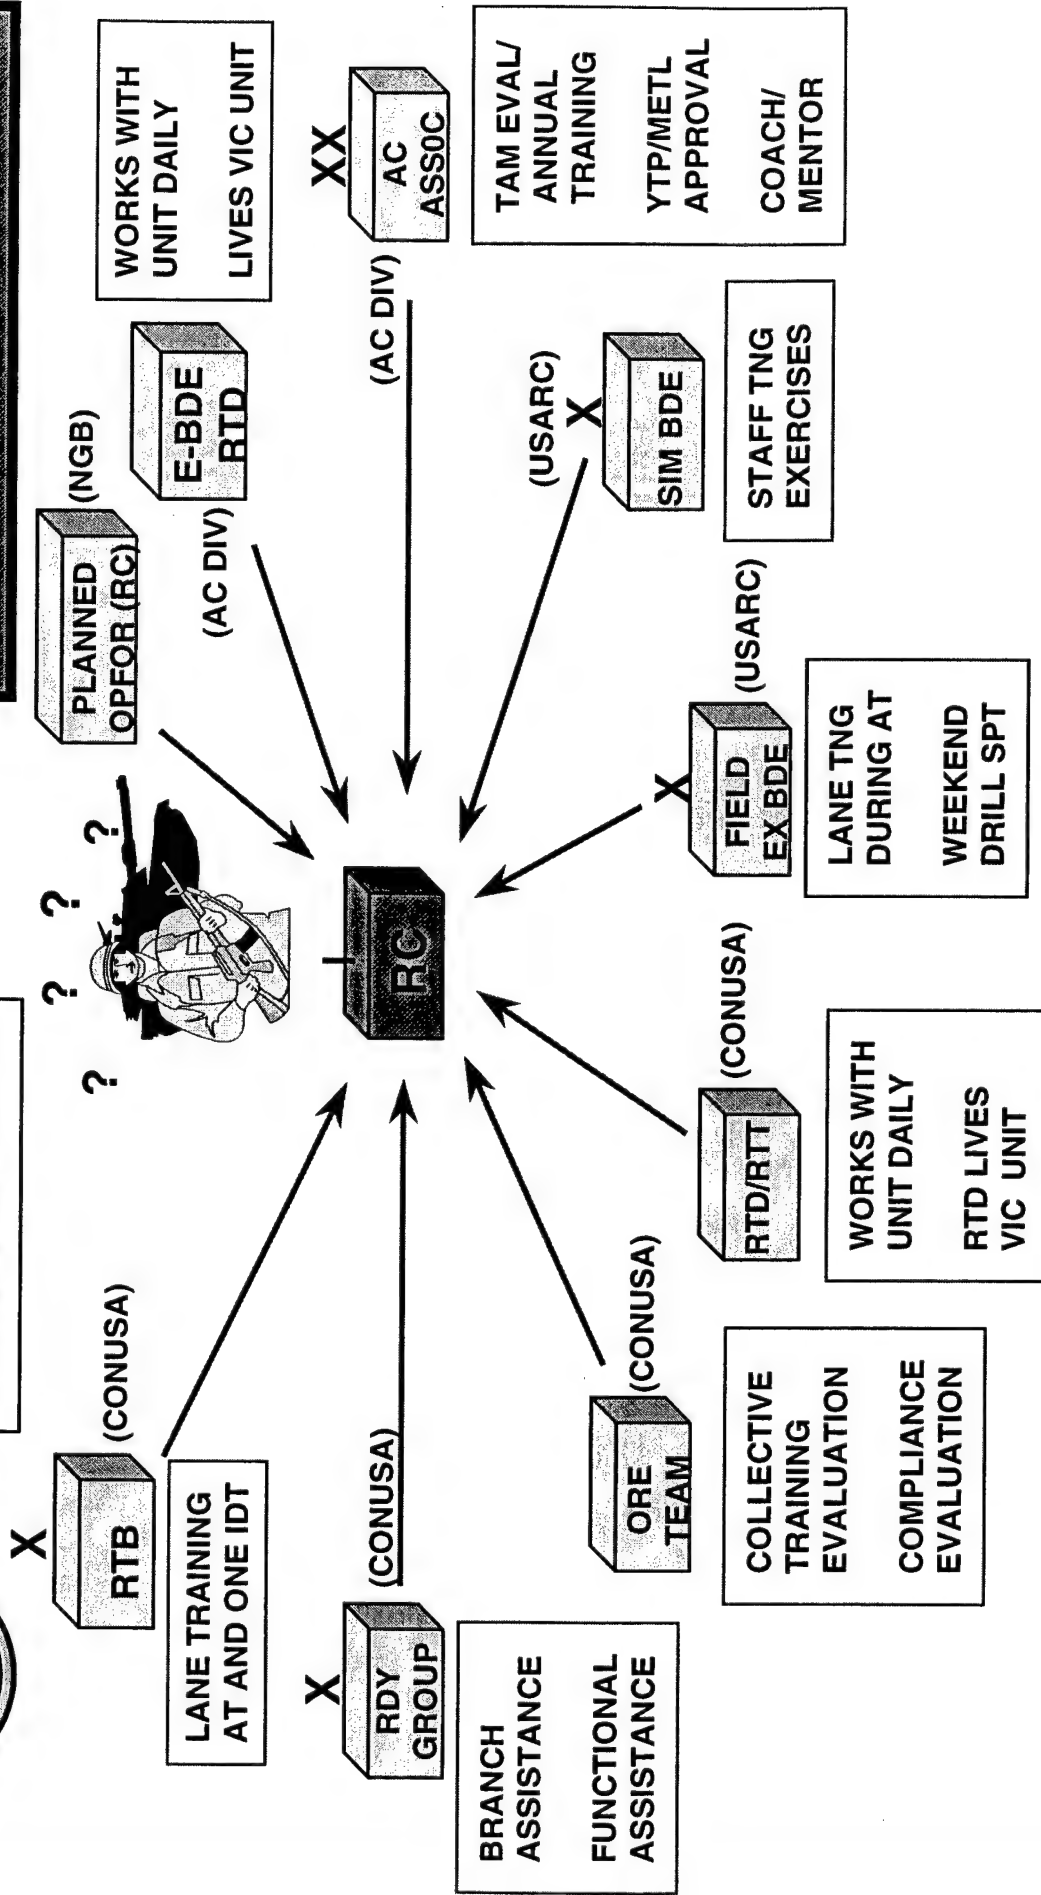 ?
?
?
?
X
RTB
(CONUSA)
LANE TRAINING
AT AND ONE IDT
X
RDY
GROUP
(CONUSA)
BRANCH
ASSISTANCE
FUNCTIONAL
ASSISTANCE
ORE
TEAM
(CONUSA)
COLLECTIVE
TRAINING
EVALUATION
COMPLIANCE
EVALUATION
RTD/RTT
(CONUSA)
WORKS WITH
UNIT DAILY
RTD LIVES
VIC UNIT
RC
X
FIELD
EX BDE
(USARC)
LANE TNG
DURING AT
WEEKEND
DRILL SPT
(USARC)
X
SIM BDE
STAFF TNG
EXERCISES
PLANNED
OPFOR (RC)
(NGB)
E-BDE
RTD
(AC DIV)
WORKS WITH
UNIT DAILY
LIVES VIC UNIT
XX
AC
ASSOC
(AC DIV)
TAM EVAL/
ANNUAL
TRAINING
YTP/METL
APPROVAL
COACH/
MENTOR